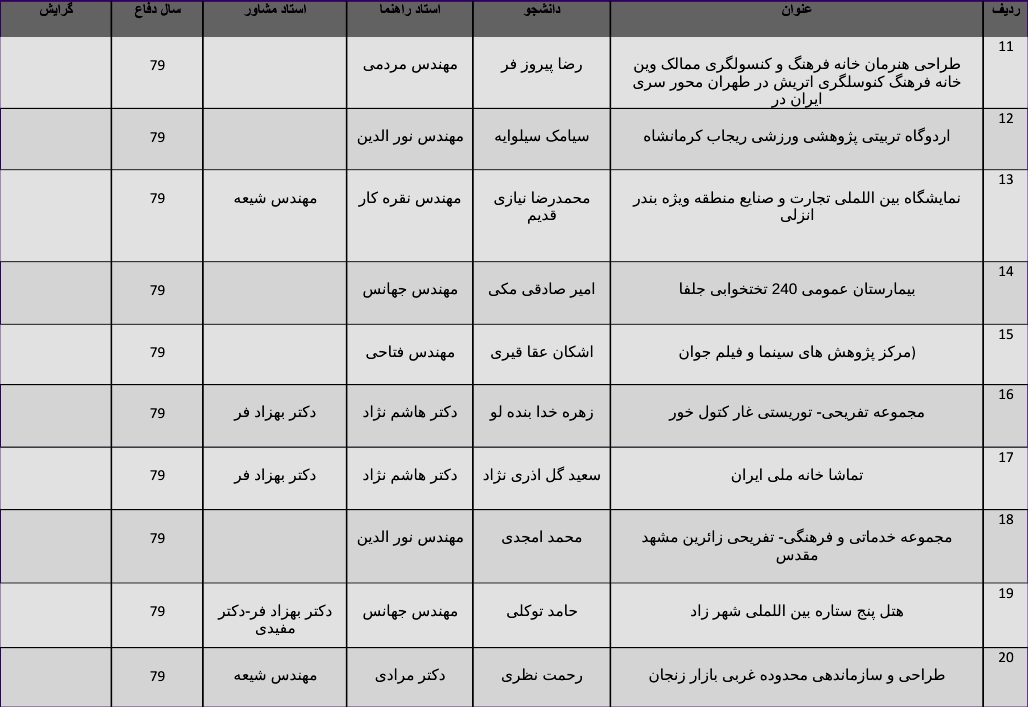 ردیف عنوان دانشجو استاد راهنما استاد مشاور سال دفاع گرایش
11 طراحی هنرمان خانه فرهنگ و کنسولگری ممالک وین رضا پیروز فر مهندس مردمی 79
خانه فرهنگ کنوسلگری اتریش در طهران محور سری
ایران در
12 اردوگاه تربیتی پژوهشی ورزشی ریجاب کرمانشاه سیامک سیلوایه مهندس نور الدین 79
13 نمایشگاه بین اللملی تجارت و صنایع منطقه ویژه بندر محمدرضا نیازی مهندس نقره کار مهندس شیعه 79
انزلی قدیم
14 بیمارستان عمومی 240 تختخوابی جلفا امیر صادقی مکی مهندس جهانس 79
15 (مرکز پژوهش های سینما و فیلم جوان اشکان عقا قیری مهندس فتاحی 79
16 مجموعه تفریحی- توریستی غار کتول خور زهره خدا بنده لو دکتر هاشم نژاد دکتر بهزاد فر 79
17 تماشا خانه ملی ایران سعید گل اذری نژاد دکتر هاشم نژاد دکتر بهزاد فر 79
18 مجموعه خدماتی و فرهنگی- تفریحی زائرین مشهد محمد امجدی مهندس نور الدین 79
مقدس
19 هتل پنج ستاره بین اللملی شهر زاد حامد توکلی مهندس جهانس دکتر بهزاد فر-دکتر 79
مفیدی
20 طراحی و سازماندهی محدوده غربی بازار زنجان رحمت نظری دکتر مرادی مهندس شیعه 79